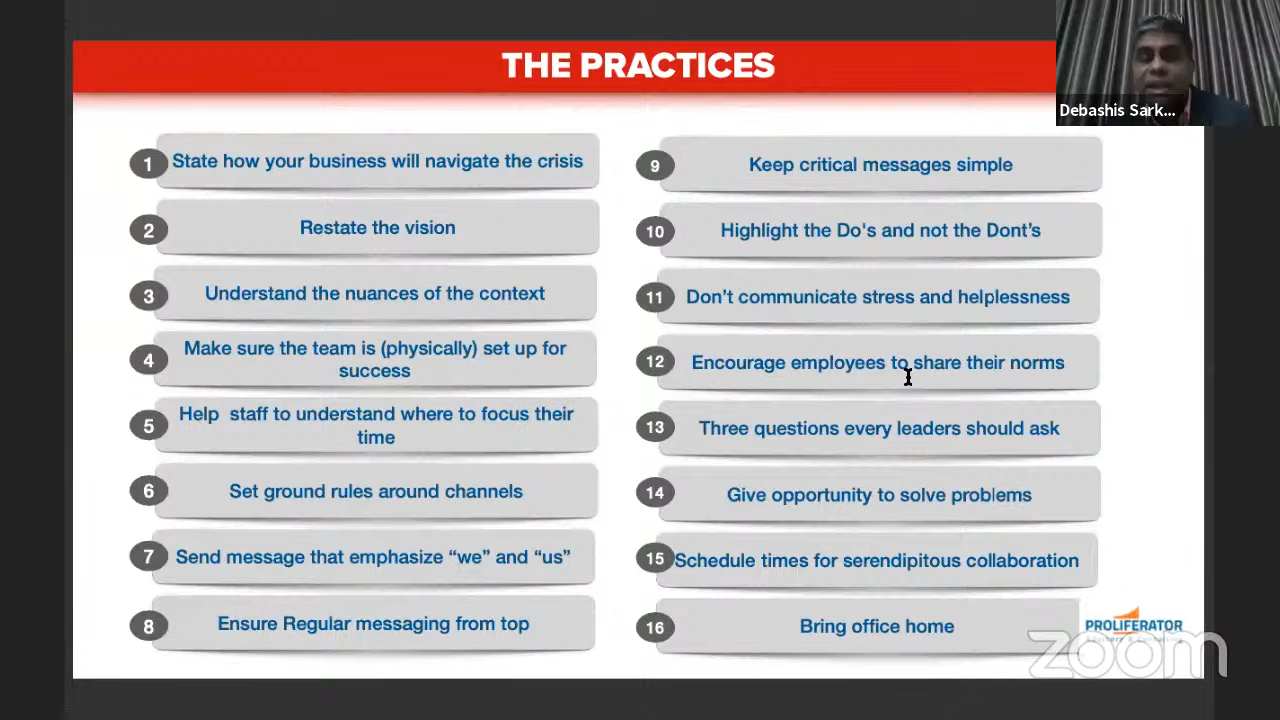 THE PRACTICES
Debashis Sark...
1 State how your business will navigate the crisis
2 Restate the vision
3 Understand the nuances of the context
4 Make sure the team is (physically) set up for
success
5 Help staff to understand where to focus their
time
6 Set ground rules around channels
7 Send message that emphasize “we” and “us”
8 Ensure Regular messaging from top
9 Keep critical messages simple
10 Highlight the Do's and not the Dont’s
11 Don’t communicate stress and helplessness
12 Encourage employees to share their norms
13 Three questions every leaders should ask
14 Give opportunity to solve problems
15 Schedule times for serendipitous collaboration
16 Bring office home
PROLIFERATOR
zoom